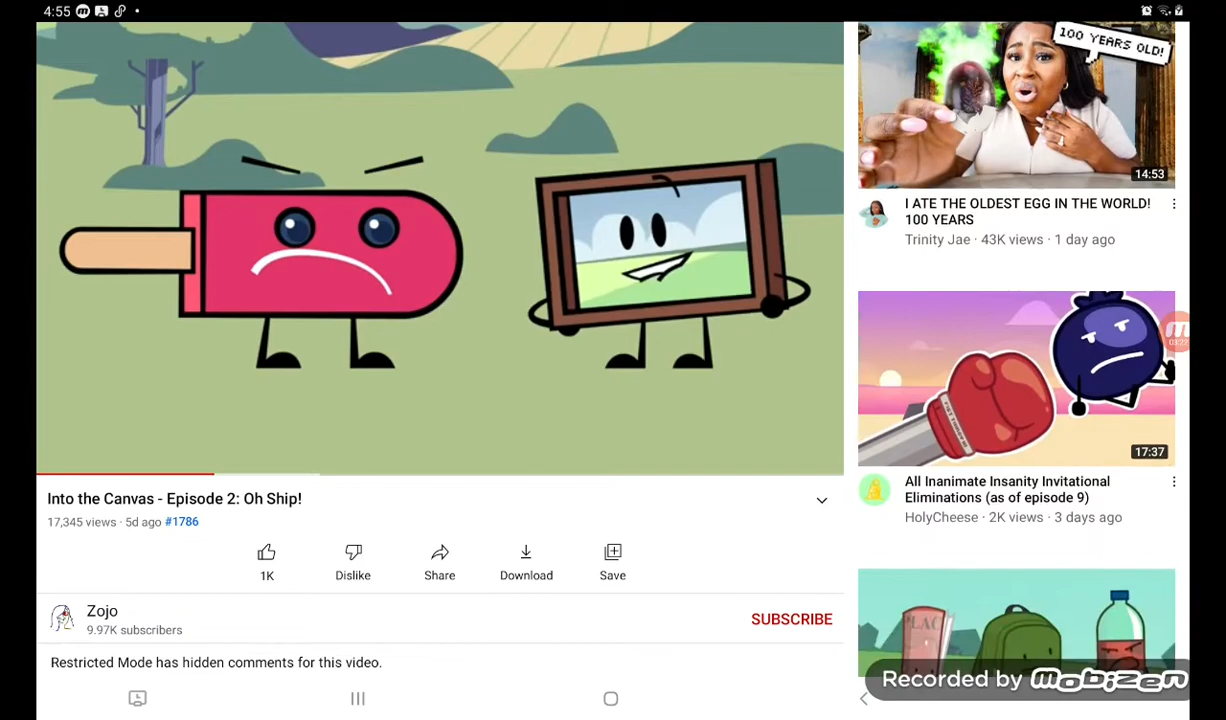 4:55
100 YEARS OLD!
14:53
I ATE THE OLDEST EGG IN THE WORLD!
100 YEARS
Trinity Jae · 43K views · 1 day ago
03:22
17:37
All Inanimate Insanity Invitational
Eliminations (as of episode 9)
HolyCheese · 2K views · 3 days ago
Into the Canvas - Episode 2: Oh Ship!
17,345 views · 5d ago #1786
1K
Dislike
Share
Download
Save
Zojo
9.97K subscribers
SUBSCRIBE
Restricted Mode has hidden comments for this video.
PLAC
Recorded by mobizen